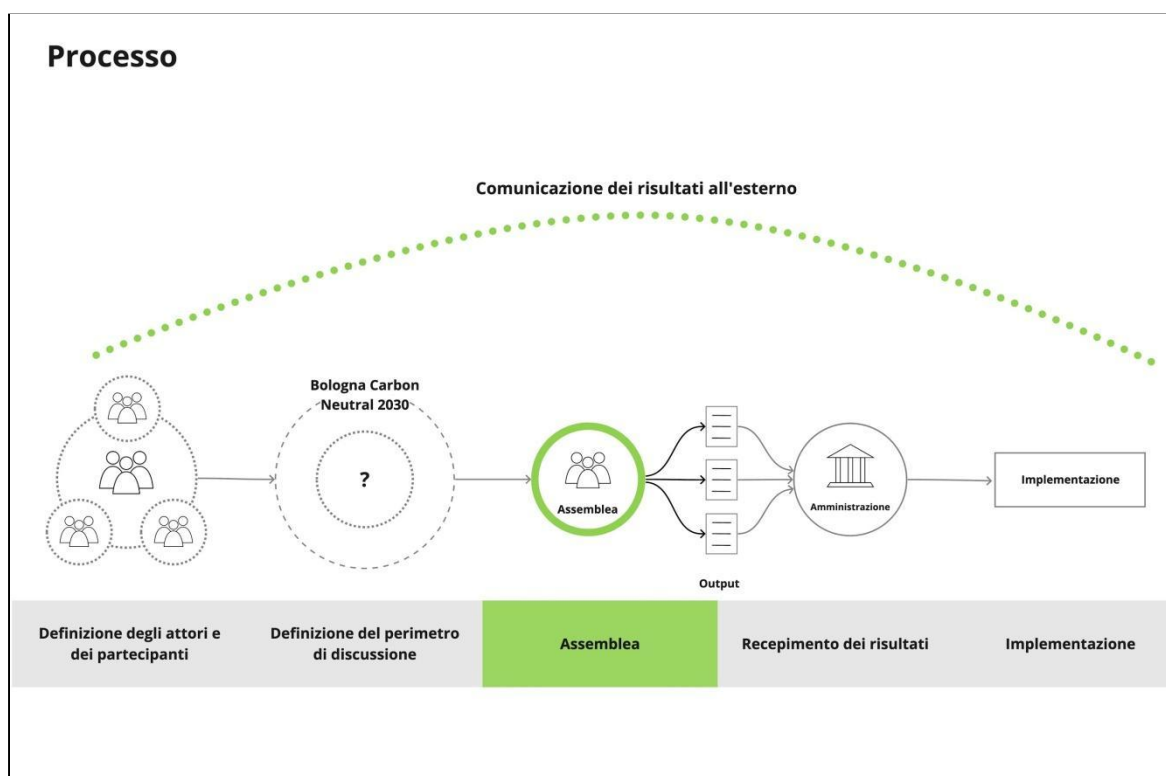 Processo
Comunicazione dei risultati all'esterno
Bologna Carbon
Neutral 2030
?
Assemblea
Amministrazione
Implementazione
Output
Definizione degli attori e
dei partecipanti
Definizione del perimetro
di discussione
Assemblea
Recepimento dei risultati
Implementazione